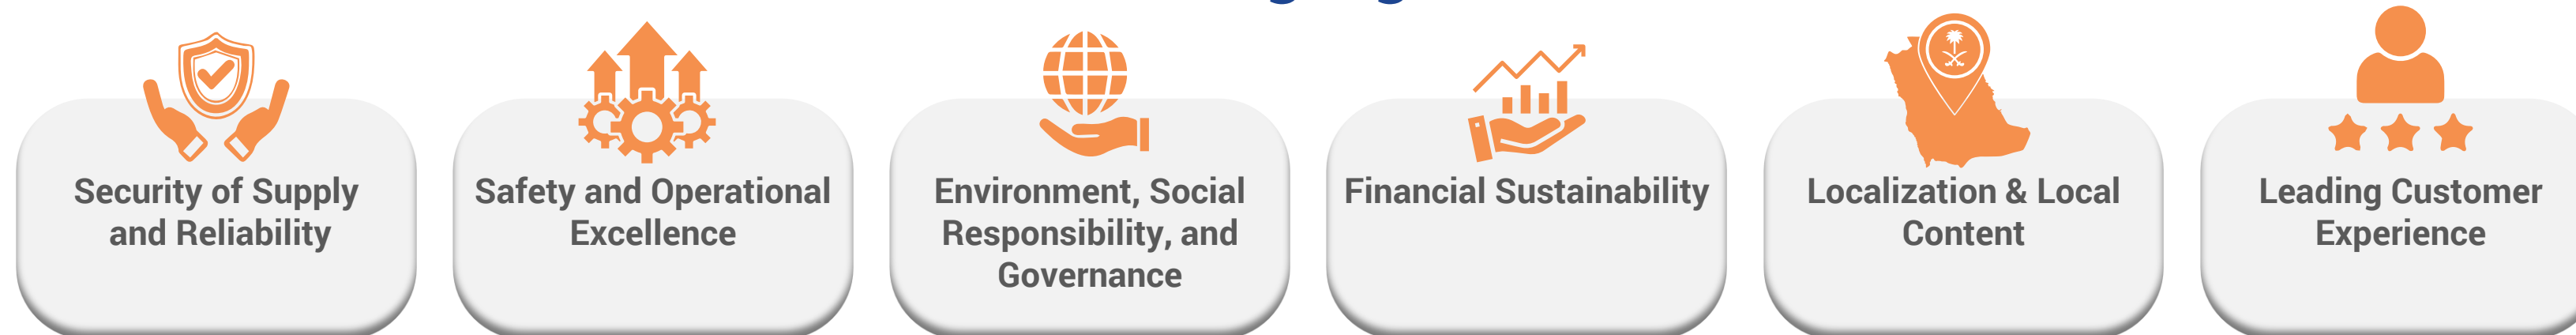 Security of Supply
and Reliability
Safety and Operational
Excellence
Environment, Social
Responsibility, and
Governance
Financial Sustainability
Localization & Local
Content
Leading Customer
Experience